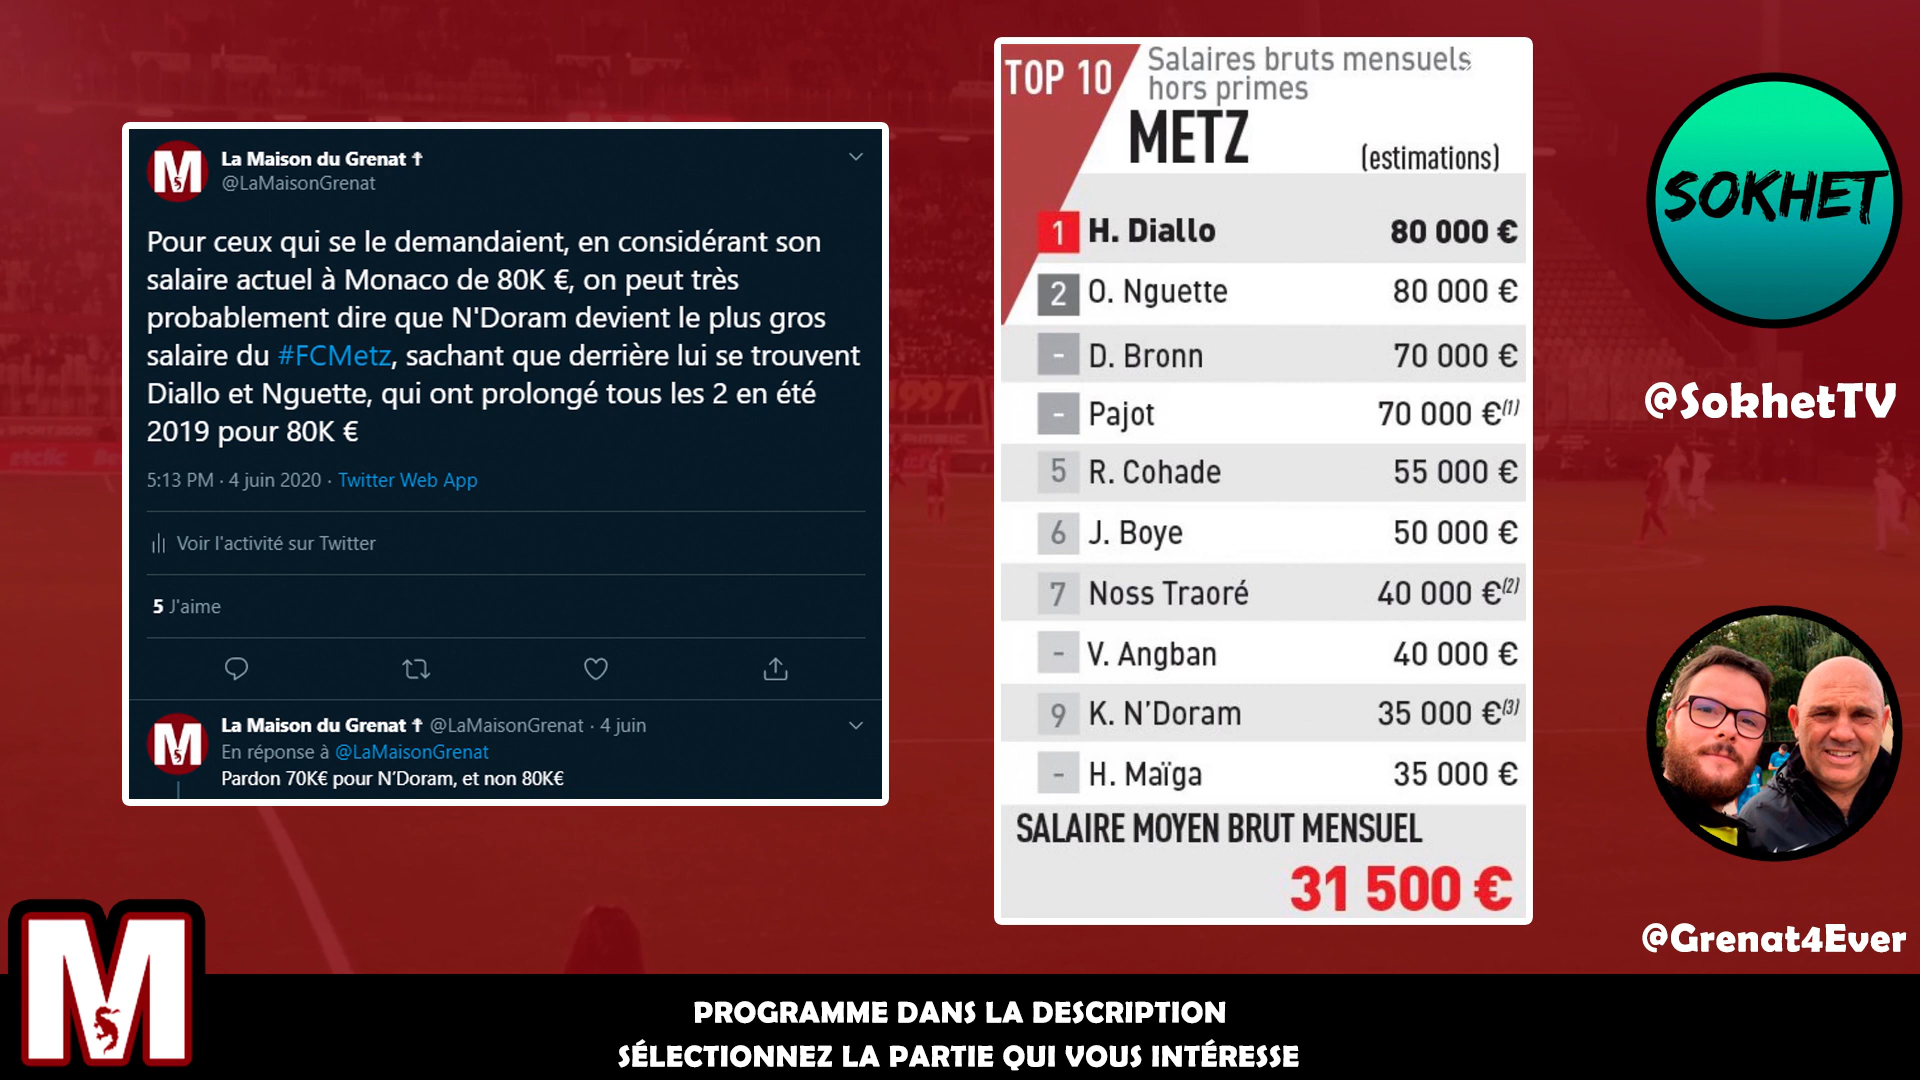 La Maison du Grenat ✝
@LaMaisonGrenat
Pour ceux qui se le demandaient, en considérant son
salaire actuel à Monaco de 80K €, on peut très
probablement dire que N'Doram devient le plus gros
salaire du #FCMetz, sachant que derrière lui se trouvent
Diallo et Nguette, qui ont prolongé tous les 2 en été
2019 pour 80K €
5:13 PM · 4 juin 2020 · Twitter Web App
Voir l'activité sur Twitter
5 J'aime
La Maison du Grenat ✝ @LaMaisonGrenat · 4 juin
En réponse à @LaMaisonGrenat
Pardon 70K€ pour N'Doram, et non 80K€
TOP 10
Salaires bruts mensuels
hors primes
METZ
(estimations)
1 H. Diallo 80 000 €
2 O. Nguette 80 000 €
- D. Bronn 70 000 €
- Pajot 70 000 €(1)
5 R. Cohade 55 000 €
6 J. Boye 50 000 €
7 Noss Traoré 40 000 €(2)
- V. Angban 40 000 €
9 K. N'Doram 35 000 €(3)
- H. Maïga 35 000 €
SALAIRE MOYEN BRUT MENSUEL
31 500 €
SOKHET
@SokhetTV
@Grenat4Ever
1997
M
PROGRAMME DANS LA DESCRIPTION
SÉLECTIONNEZ LA PARTIE QUI VOUS INTÉRESSE